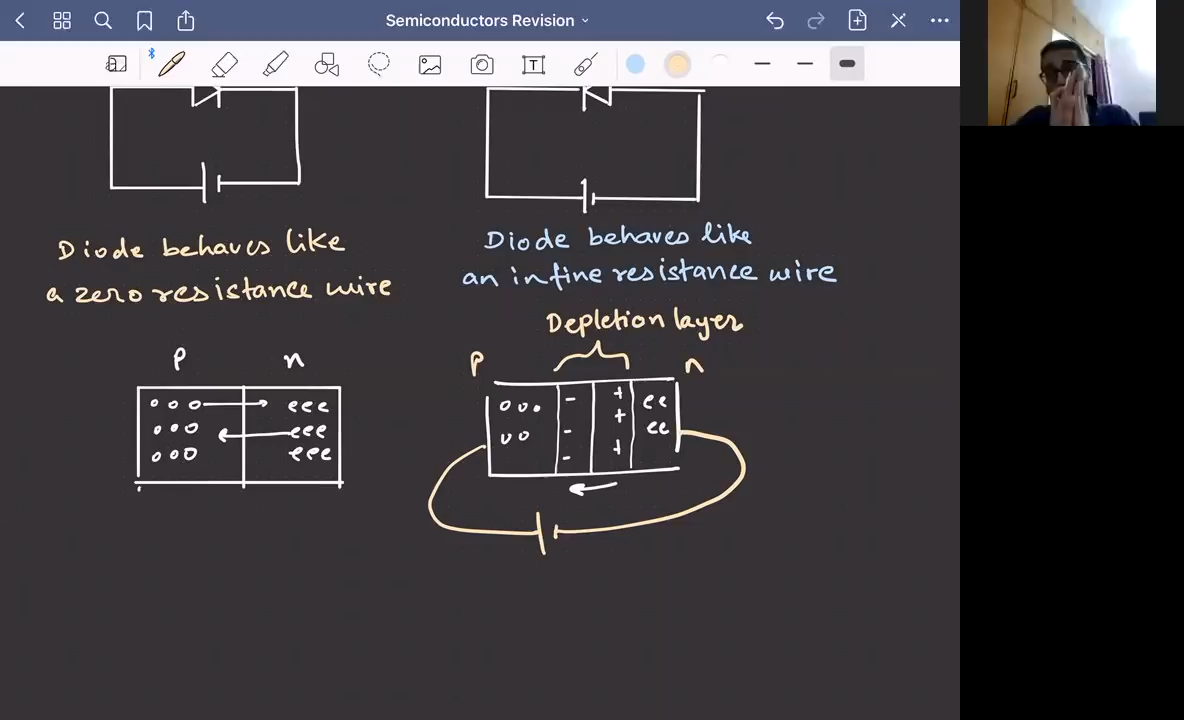 Semiconductors Revision
T
Diode behaves like
a zero resistance wire
Diode behaves like
an infine resistance wire
Depletion layer
P n
o o o e e e
o o o e e e
o o o e e e
P n
o o o - + e e
o o - + e e
- +